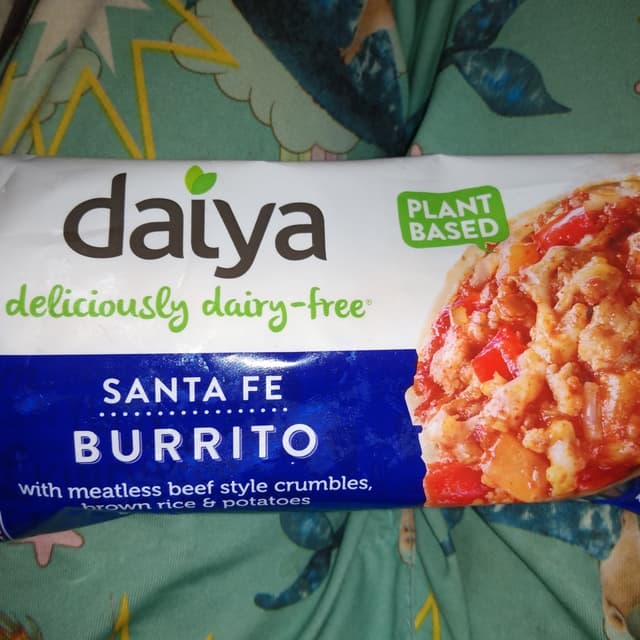 daiya
deliciously dairy-free®
PLANT
BASED
SANTA FE
BURRITO
with meatless beef style crumbles,
brown rice & potatoes